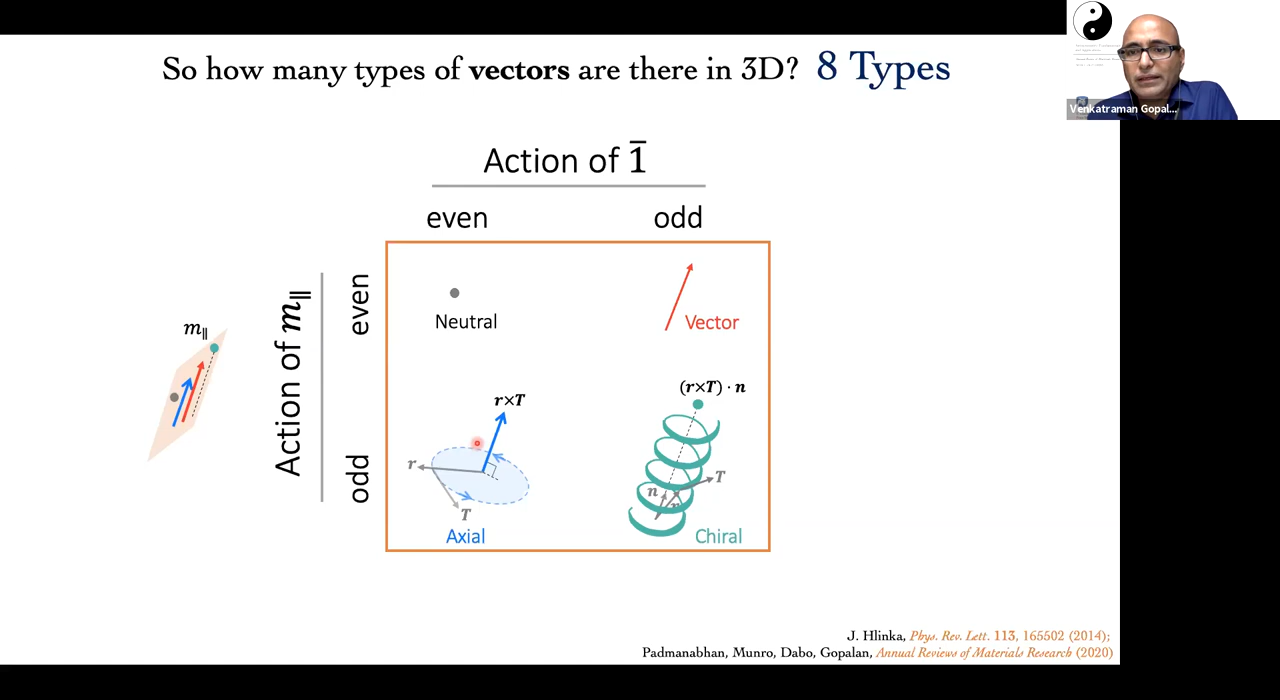 So how many types of vectors are there in 3D? 8 Types
Venkatraman Gopal...
Action of 1̅
even odd
Action of m∥
even
odd
m∥
Neutral
Vector
r×T
r
T
Axial
(r×T) · n
T
n
r
Chiral
J. Hlinka, Phys. Rev. Lett. 113, 165502 (2014);
Padmanabhan, Munro, Dabo, Gopalan, Annual Reviews of Materials Research (2020)